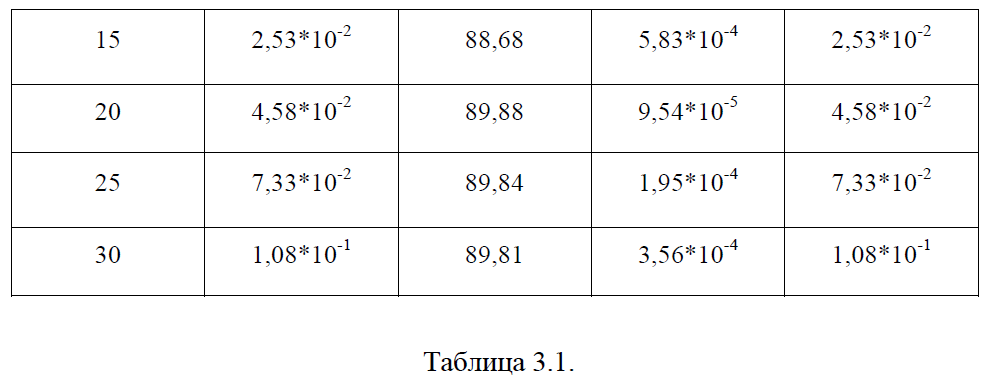 15 2,53*10⁻² 88,68 5,83*10⁻⁴ 2,53*10⁻²
20 4,58*10⁻² 89,88 9,54*10⁻⁵ 4,58*10⁻²
25 7,33*10⁻² 89,84 1,95*10⁻⁴ 7,33*10⁻²
30 1,08*10⁻¹ 89,81 3,56*10⁻⁴ 1,08*10⁻¹
Таблица 3.1.